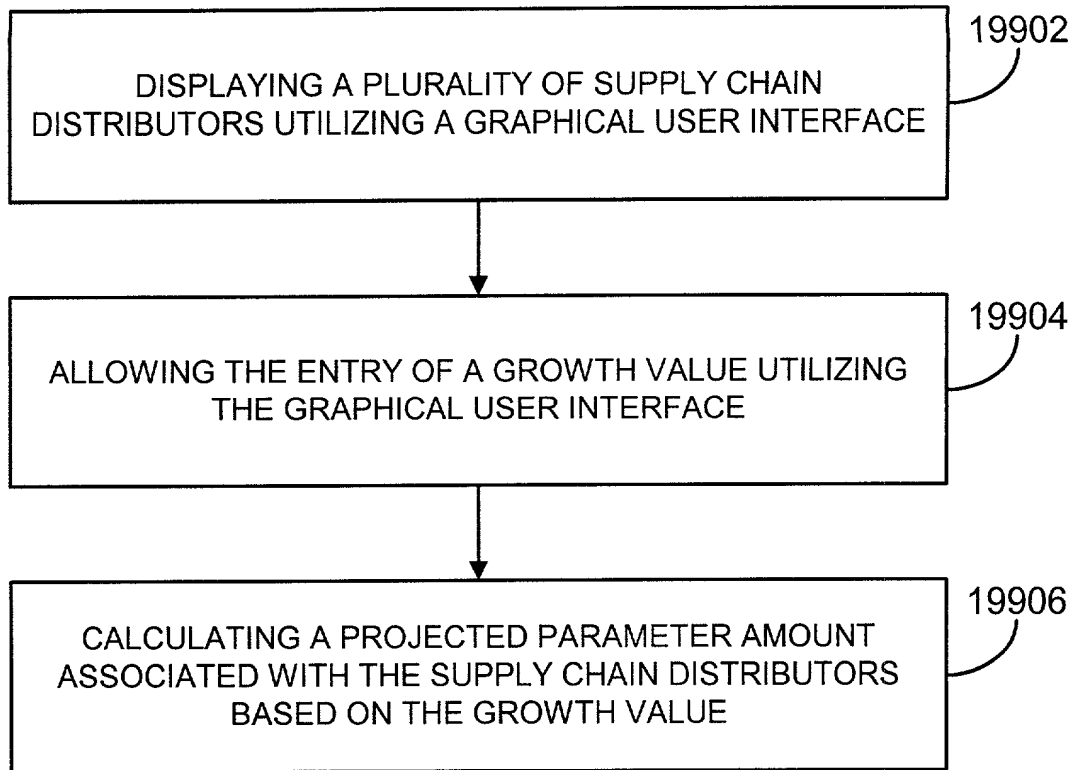 19902
DISPLAYING A PLURALITY OF SUPPLY CHAIN
DISTRIBUTORS UTILIZING A GRAPHICAL USER INTERFACE
19904
ALLOWING THE ENTRY OF A GROWTH VALUE UTILIZING
THE GRAPHICAL USER INTERFACE
19906
CALCULATING A PROJECTED PARAMETER AMOUNT
ASSOCIATED WITH THE SUPPLY CHAIN DISTRIBUTORS
BASED ON THE GROWTH VALUE